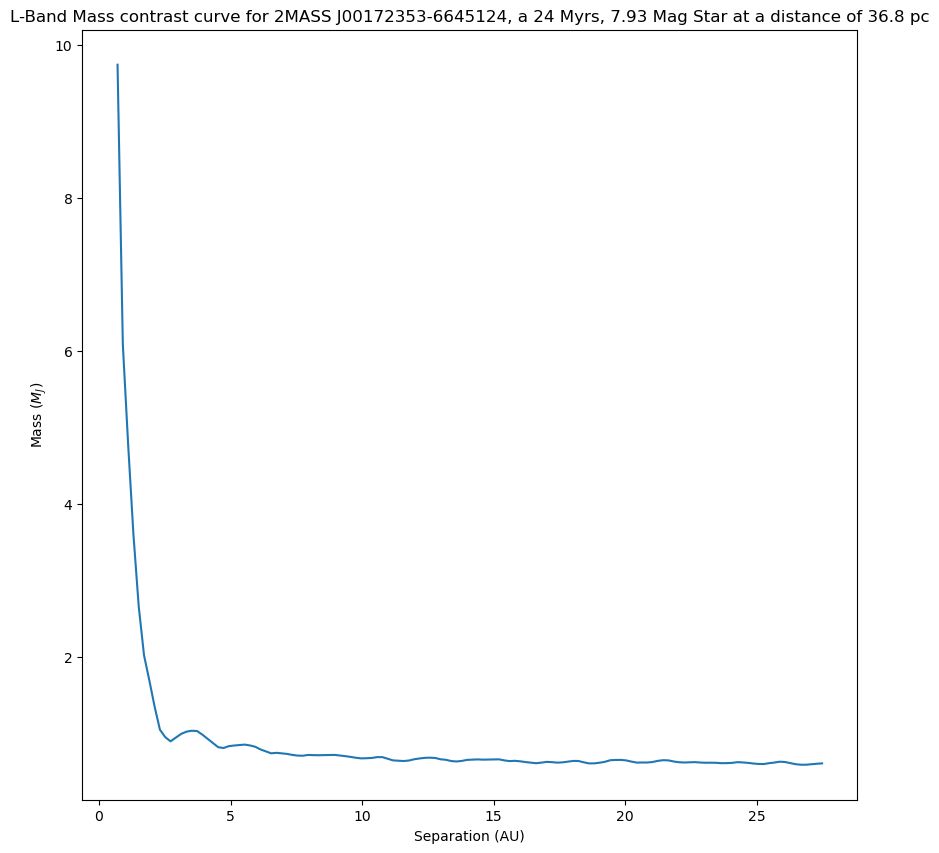 L-Band Mass contrast curve for 2MASS J00172353-6645124, a 24 Myrs, 7.93 Mag Star at a distance of 36.8 pc
10
8
6
4
2
Mass (M_J)
0 5 10 15 20 25
Separation (AU)